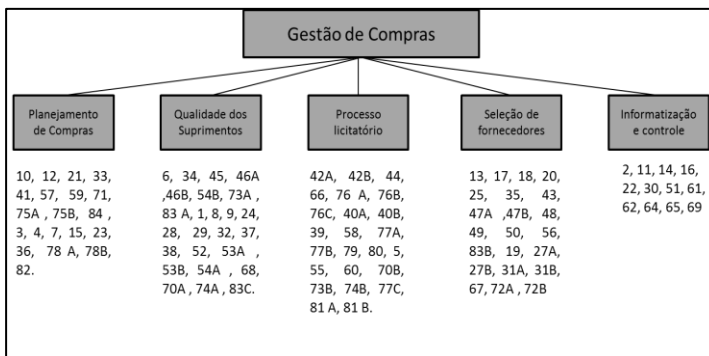 Gestão de Compras
Planejamento
de Compras
Qualidade dos
Suprimentos
Processo
licitatório
Seleção de
fornecedores
Informatização
e controle
10, 12, 21, 33,
41, 57, 59, 71,
75A , 75B, 84 ,
3, 4, 7, 15, 23,
36, 78 A, 78B,
82.
6, 34, 45, 46A
,46B, 54B, 73A ,
83 A, 1, 8, 9, 24,
28, 29, 32, 37,
38, 52, 53A ,
53B, 54A , 68,
70A , 74A , 83C.
42A, 42B, 44,
66, 76 A, 76B,
76C, 40A, 40B,
39, 58, 77A,
77B, 79, 80, 5,
55, 60, 70B,
73B, 74B, 77C,
81 A, 81 B.
13, 17, 18, 20,
25, 35, 43,
47A ,47B, 48,
49, 50, 56,
83B, 19, 27A,
27B, 31A, 31B,
67, 72A , 72B
2, 11, 14, 16,
22, 30, 51, 61,
62, 64, 65, 69